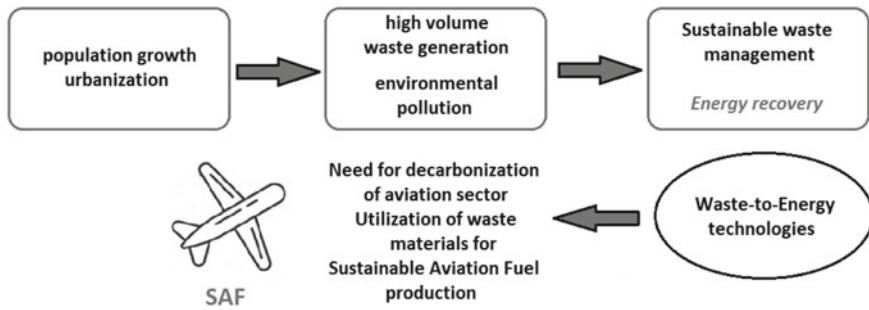 population growth
urbanization
high volume
waste generation
environmental
pollution
Sustainable waste
management
Energy recovery
Need for decarbonization
of aviation sector
Utilization of waste
materials for
Sustainable Aviation Fuel
production
Waste-to-Energy
technologies
SAF